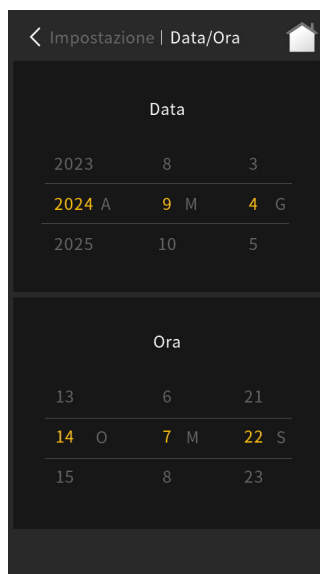 Impostazione | Data/Ora
Data
2023 8 3
2024 A 9 M 4 G
2025 10 5
Ora
13 6 21
14 O 7 M 22 S
15 8 23